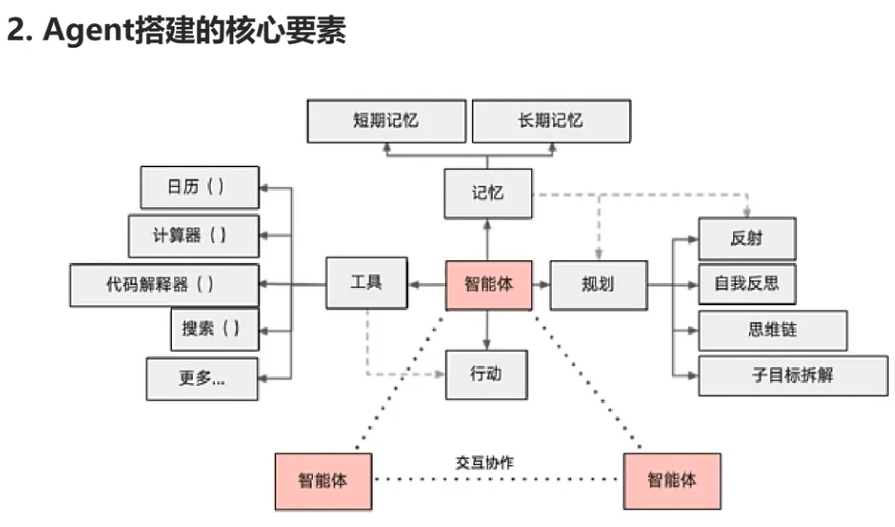 2. Agent搭建的核心要素
短期记忆
长期记忆
记忆
日历（）
计算器（）
代码解释器（）
搜索（）
更多...
工具
智能体
规划
行动
反射
自我反思
思维链
子目标拆解
交互协作
智能体
智能体